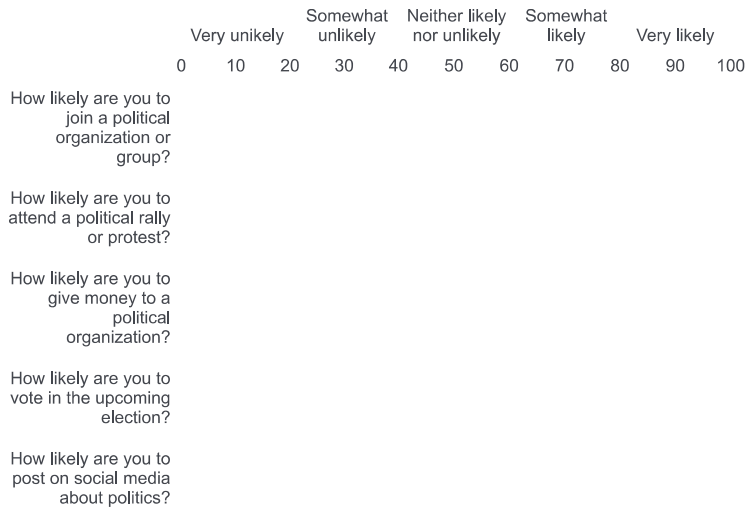 Somewhat Neither likely Somewhat
Very unikely unlikely nor unlikely likely Very likely
0 10 20 30 40 50 60 70 80 90 100
How likely are you to
join a political
organization or
group?
How likely are you to
attend a political rally
or protest?
How likely are you to
give money to a
political
organization?
How likely are you to
vote in the upcoming
election?
How likely are you to
post on social media
about politics?